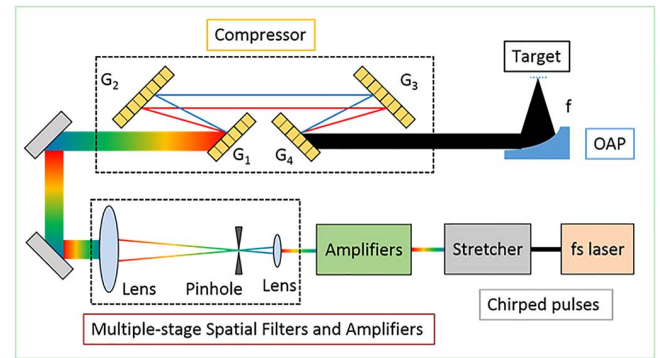 Compressor
Target
G2
G3
f
G1
G4
OAP
Amplifiers
Stretcher
fs laser
Lens
Pinhole
Lens
Chirped pulses
Multiple-stage Spatial Filters and Amplifiers